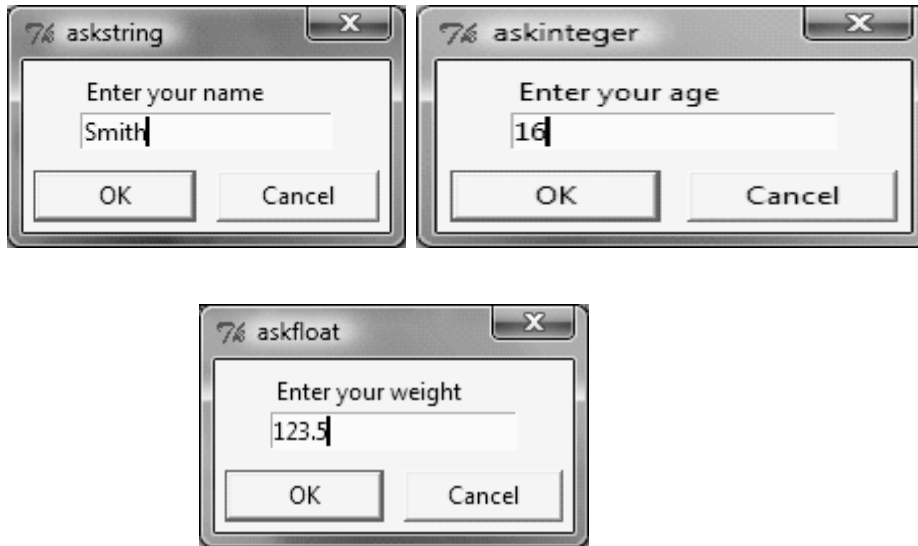 askstring
Enter your name
Smith
OK Cancel
askinteger
Enter your age
16
OK Cancel
askfloat
Enter your weight
123.5
OK Cancel